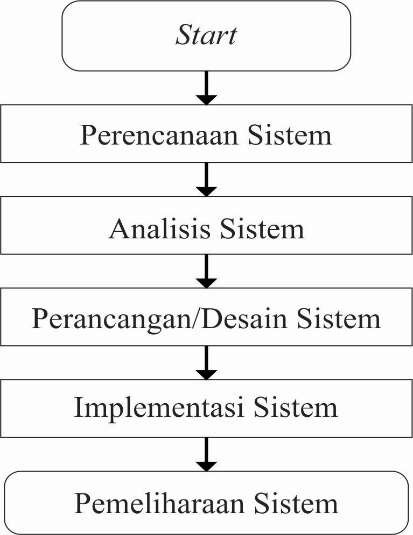 Start
Perencanaan Sistem
Analisis Sistem
Perancangan/Desain Sistem
Implementasi Sistem
Pemeliharaan Sistem